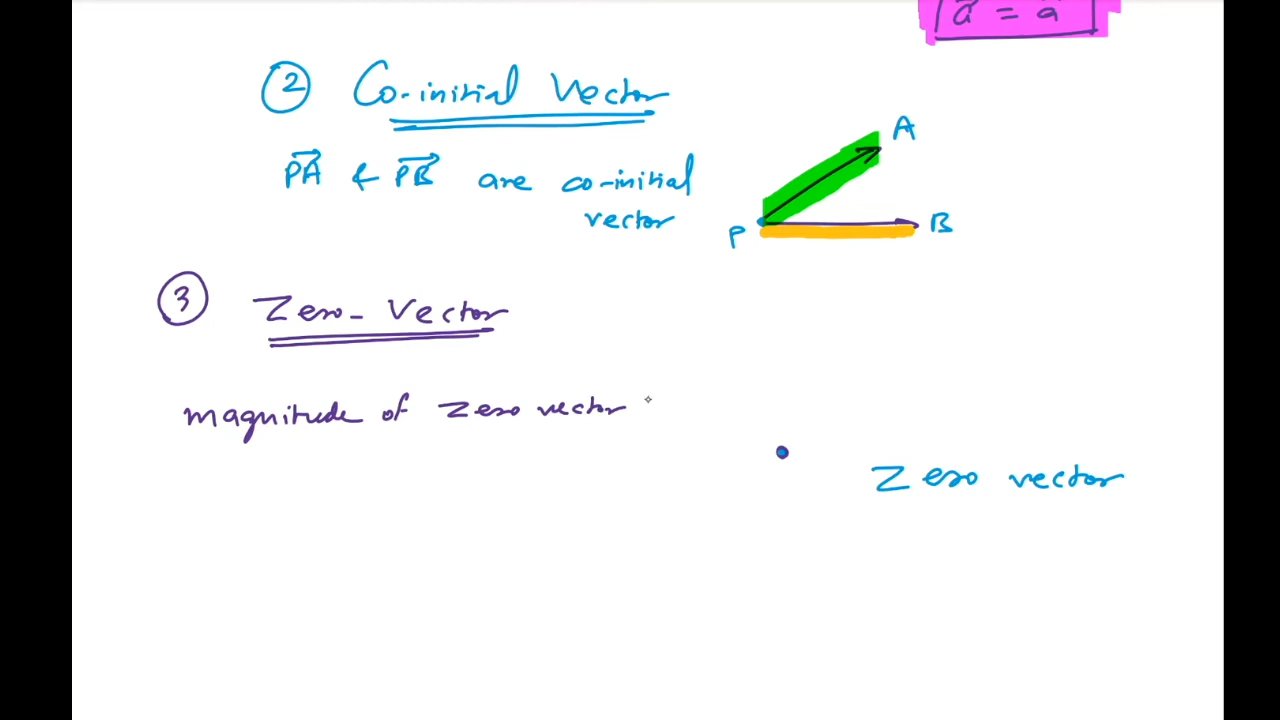 a⃗ = a⃗
② Co-initial Vector
PA⃗ & PB⃗ are co-initial
vector
A
P
B
③ Zero-Vector
magnitude of zero vector
Zero vector